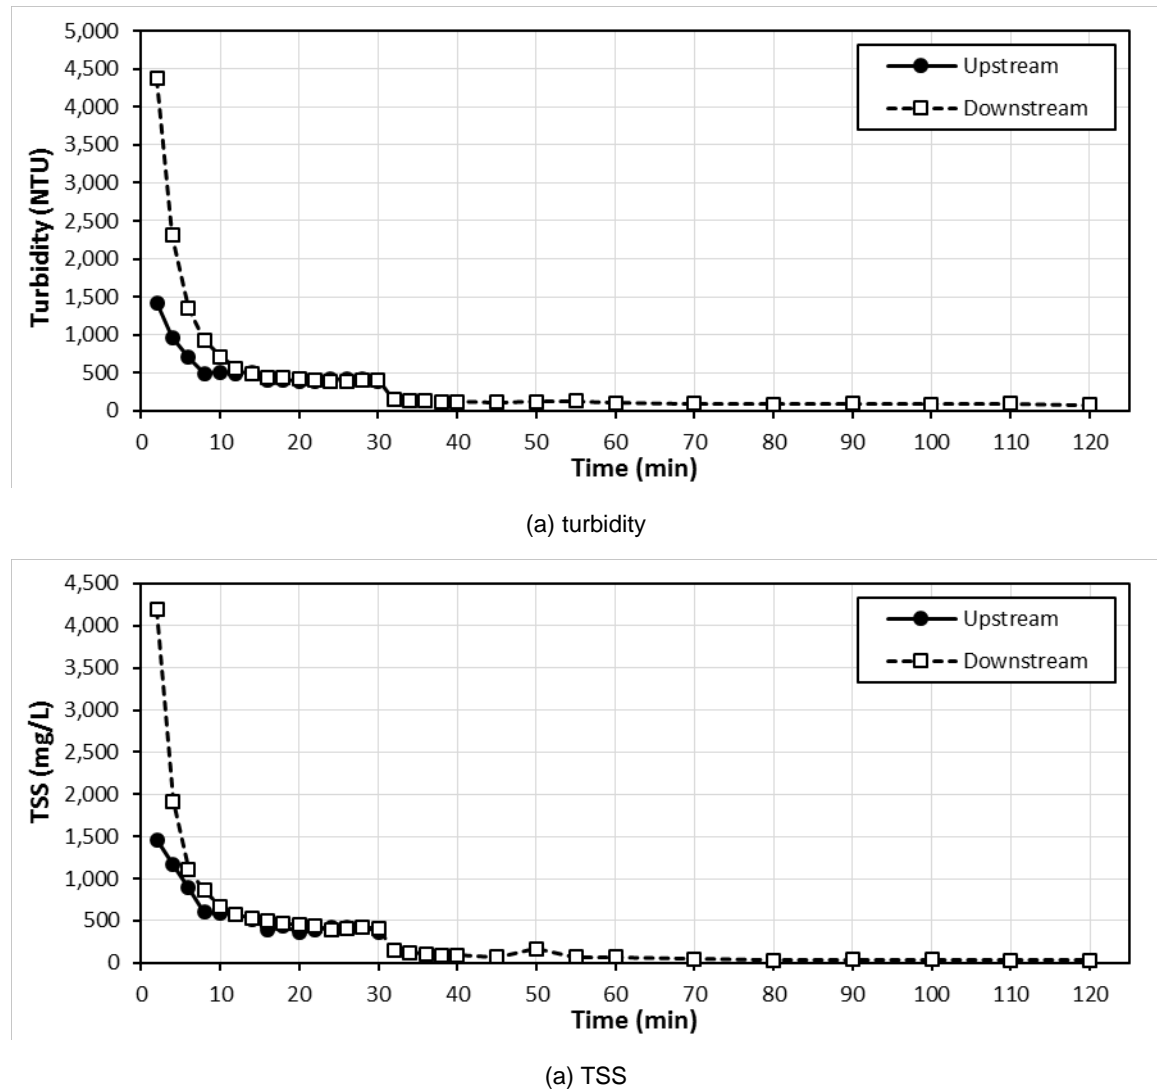 5,000
4,500
4,000
3,500
3,000
2,500
2,000
1,500
1,000
500
0
Turbidity (NTU)
Upstream
Downstream
0 10 20 30 40 50 60 70 80 90 100 110 120
Time (min)
(a) turbidity
4,500
4,000
3,500
3,000
2,500
2,000
1,500
1,000
500
0
TSS (mg/L)
Upstream
Downstream
0 10 20 30 40 50 60 70 80 90 100 110 120
Time (min)
(a) TSS